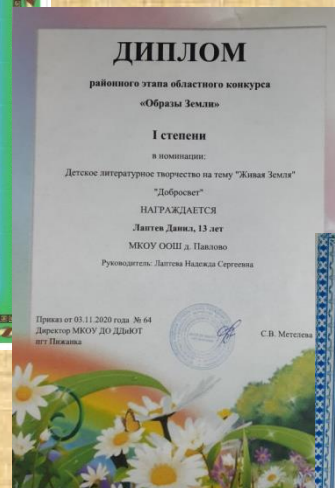 ДИПЛОМ
районного этапа областного конкурса
«Образы Земли»
I степени
в номинации:
Детское литературное творчество на тему "Живая Земля"
"Добросвет"
НАГРАЖДАЕТСЯ
Лаптев Данил, 13 лет
МКОУ ООШ д. Павлово
Руководитель: Лаптева Надежда Сергеевна
Приказ от 03.11.2020 года № 64
Директор МКОУ ДО ДДиЮТ
пгт Пижанка
С.В. Метелева